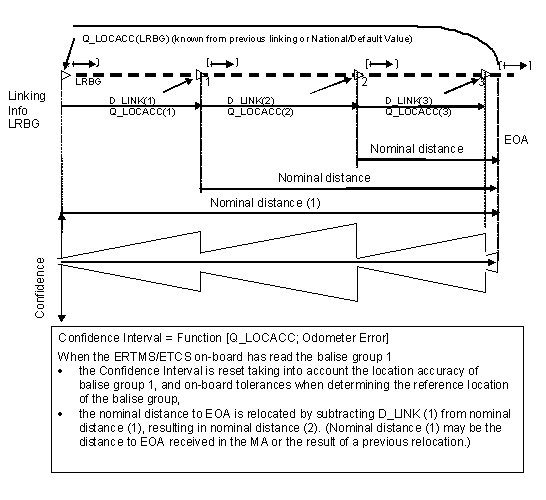 Q_LOCACC(LRBG) (known from previous linking or National/Default Value)
LRBG
1
2
3
Linking
Info
LRBG
D_LINK(1)
Q_LOCACC(1)
D_LINK(2)
Q_LOCACC(2)
D_LINK(3)
Q_LOCACC(3)
EOA
Nominal distance
Nominal distance
Nominal distance (1)
Confidence
Confidence Interval = Function [Q_LOCACC; Odometer Error]
When the ERTMS/ETCS on-board has read the balise group 1
• the Confidence Interval is reset taking into account the location accuracy of
balise group 1, and on-board tolerances when determining the reference location
of the balise group,
• the nominal distance to EOA is relocated by subtracting D_LINK (1) from nominal
distance (1), resulting in nominal distance (2). (Nominal distance (1) may be the
distance to EOA received in the MA or the result of a previous relocation.)